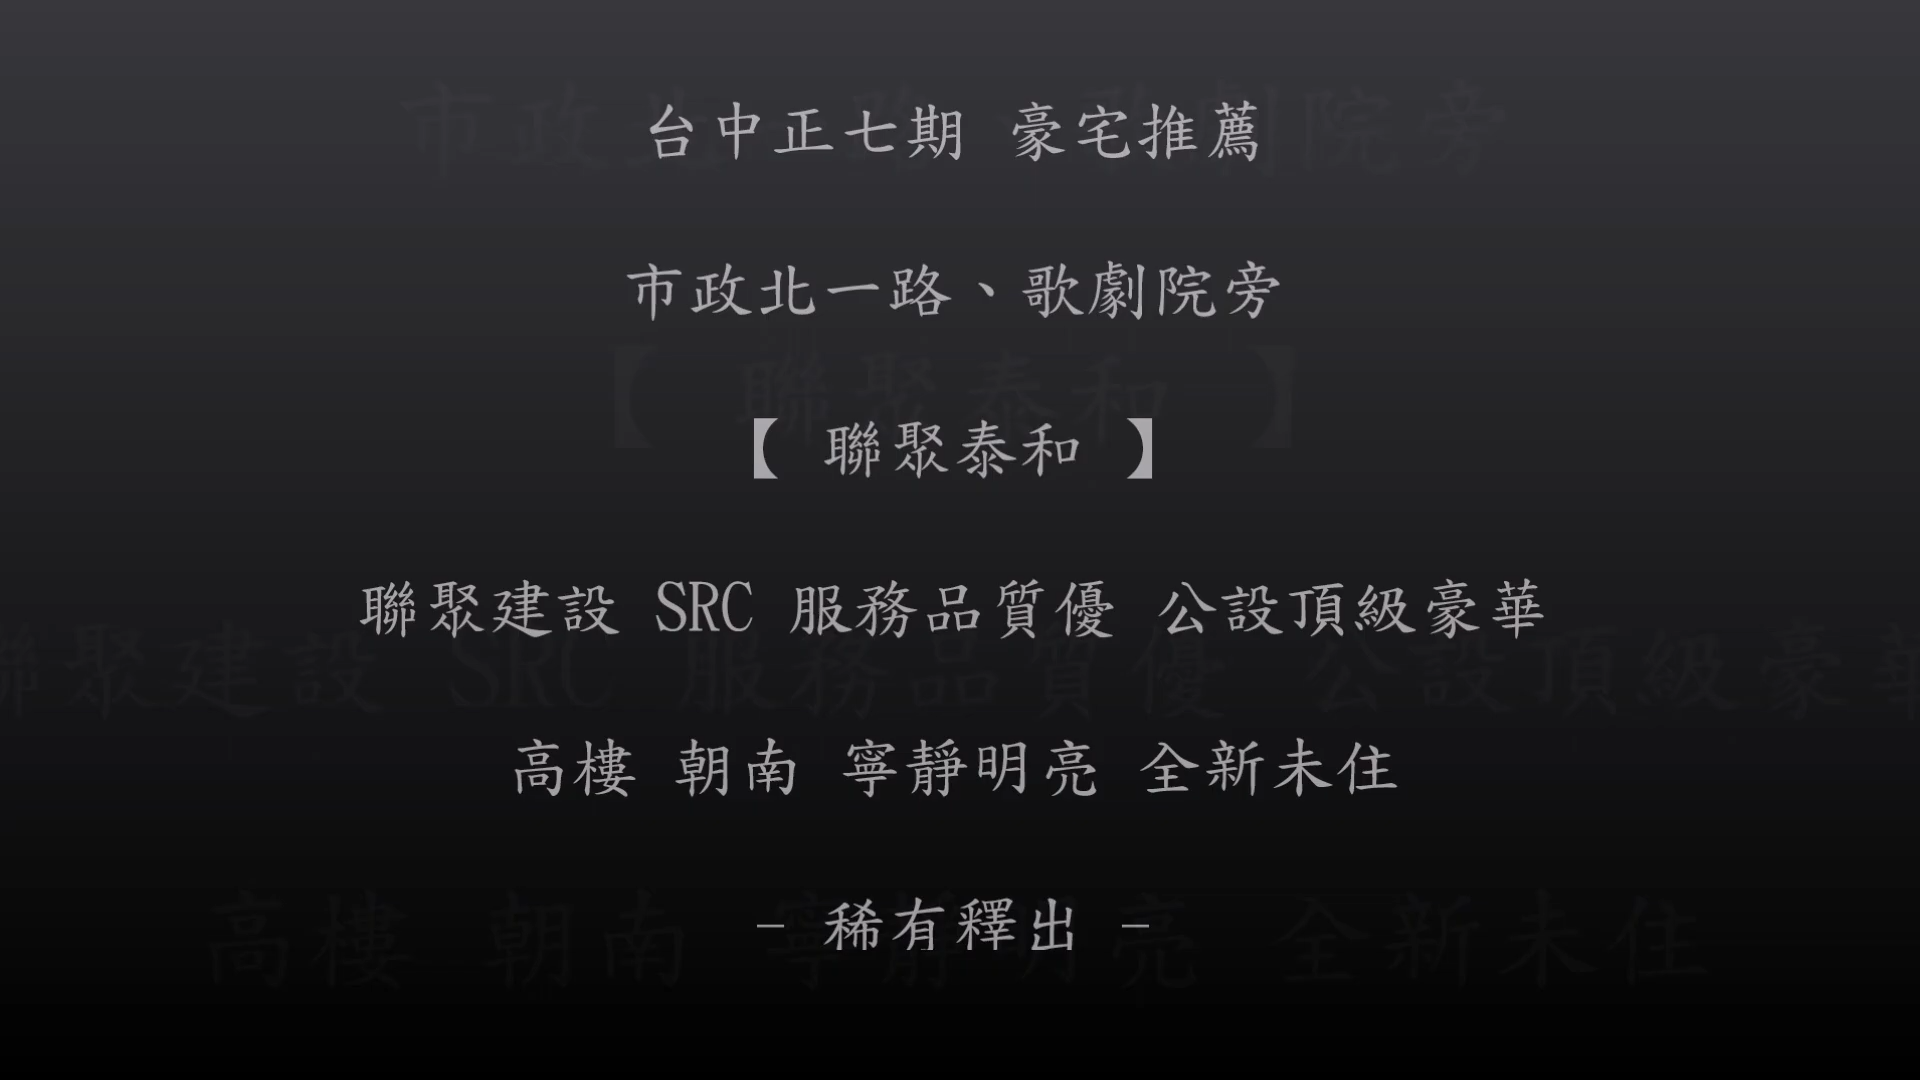 台中正七期 豪宅推薦
市政北一路、歌劇院旁
【 聯聚泰和 】
聯聚建設 SRC 服務品質優 公設頂級豪華
高樓 朝南 寧靜明亮 全新未住
- 稀有釋出 -